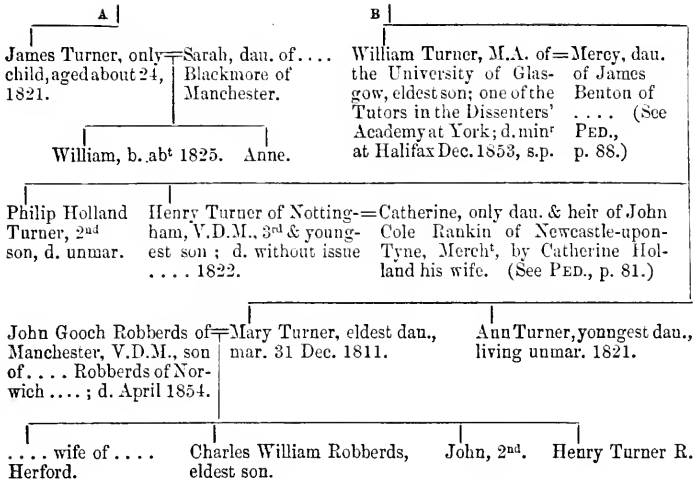 A B
James Turner, only=Sarah, dau. of....
child, aged about 24, Blackmore of
1821. Manchester.
William Turner, M.A. of=Mercy, dau.
the University of Glas- of James
gow, eldest son; one of the Benton of
Tutors in the Dissenters' .... (See
Academy at York; d. minʳ PED.,
at Halifax Dec. 1853, s.p. p. 88.)
William, b. abᵗ 1825. Anne.
Philip Holland
Turner, 2ⁿᵈ
son, d. unmar.
Henry Turner of Notting-=Catherine, only dau. & heir of John
ham, V.D.M., 3ʳᵈ & young- Cole Rankin of Newcastle-upon-
est son; d. without issue Tyne, Merchᵗ, by Catherine Hol-
.... 1822. land his wife. (See PED., p. 81.)
John Gooch Robberds of=Mary Turner, eldest dau.,
Manchester, V.D.M., son mar. 31 Dec. 1811.
of.... Robberds of Nor-
wich ....; d. April 1854.
Ann Turner, youngest dau.,
living unmar. 1821.
.... wife of ....
Herford.
Charles William Robberds,
eldest son.
John, 2ⁿᵈ.
Henry Turner R.